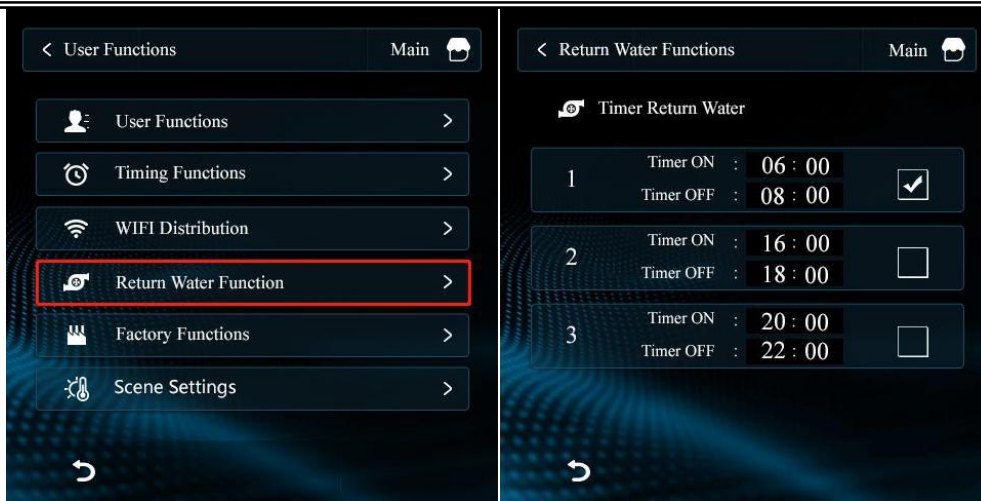 User Functions Main
User Functions
Timing Functions
WIFI Distribution
Return Water Function
Factory Functions
Scene Settings
Return Water Functions Main
Timer Return Water
1
Timer ON : 06 : 00
Timer OFF : 08 : 00
2
Timer ON : 16 : 00
Timer OFF : 18 : 00
3
Timer ON : 20 : 00
Timer OFF : 22 : 00